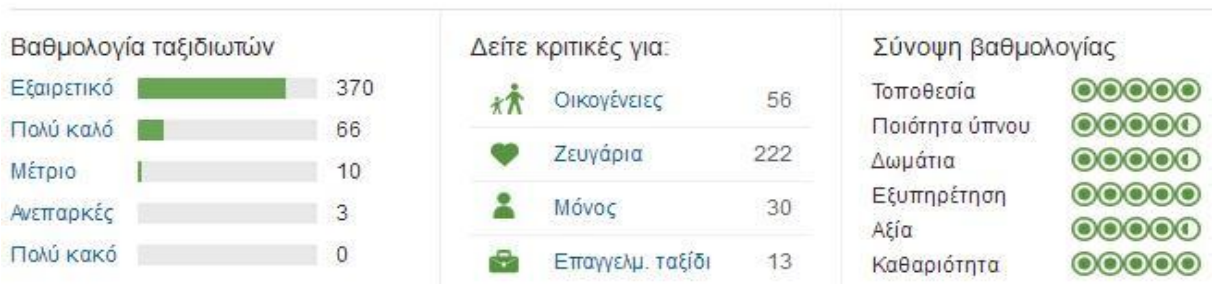 Βαθμολογία ταξιδιωτών
Εξαιρετικό 370
Πολύ καλό 66
Μέτριο 10
Ανεπαρκές 3
Πολύ κακό 0
Δείτε κριτικές για:
Οικογένειες 56
Ζευγάρια 222
Μόνος 30
Επαγγελμ. ταξίδι 13
Σύνοψη βαθμολογίας
Τοποθεσία
Ποιότητα ύπνου
Δωμάτια
Εξυπηρέτηση
Αξία
Καθαριότητα